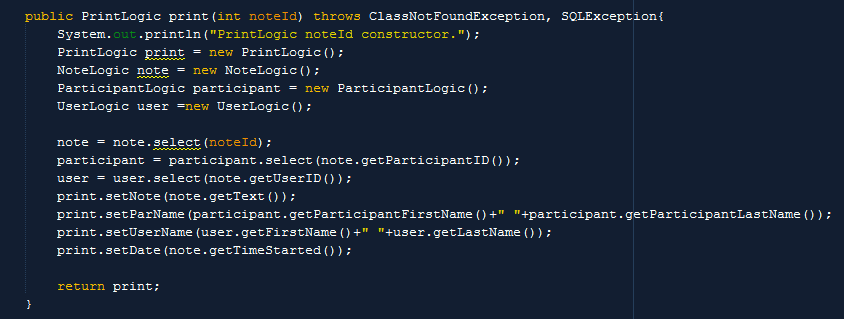 public PrintLogic print(int noteId) throws ClassNotFoundException, SQLException{
System.out.println("PrintLogic noteId constructor.");
PrintLogic print = new PrintLogic();
NoteLogic note = new NoteLogic();
ParticipantLogic participant = new ParticipantLogic();
UserLogic user =new UserLogic();
note = note.select(noteId);
participant = participant.select(note.getParticipantID());
user = user.select(note.getUserID());
print.setNote(note.getText());
print.setParName(participant.getParticipantFirstName()+" "+participant.getParticipantLastName());
print.setUserName(user.getFirstName()+" "+user.getLastName());
print.setDate(note.getTimeStarted());
return print;
}